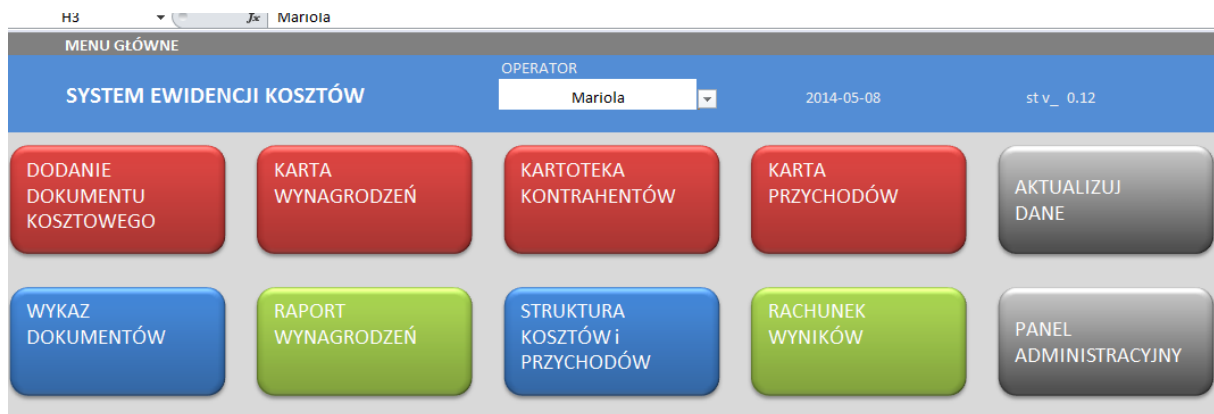 H3 fx Mariola
MENU GŁÓWNE
OPERATOR
SYSTEM EWIDENCJI KOSZTÓW Mariola 2014-05-08 st v_ 0.12
DODANIE
DOKUMENTU
KOSZTOWEGO
KARTA
WYNAGRODZEŃ
KARTOTEKA
KONTRAHENTÓW
KARTA
PRZYCHODÓW
AKTUALIZUJ
DANE
WYKAZ
DOKUMENTÓW
RAPORT
WYNAGRODZEŃ
STRUKTURA
KOSZTÓW i
PRZYCHODÓW
RACHUNEK
WYNIKÓW
PANEL
ADMINISTRACYJNY